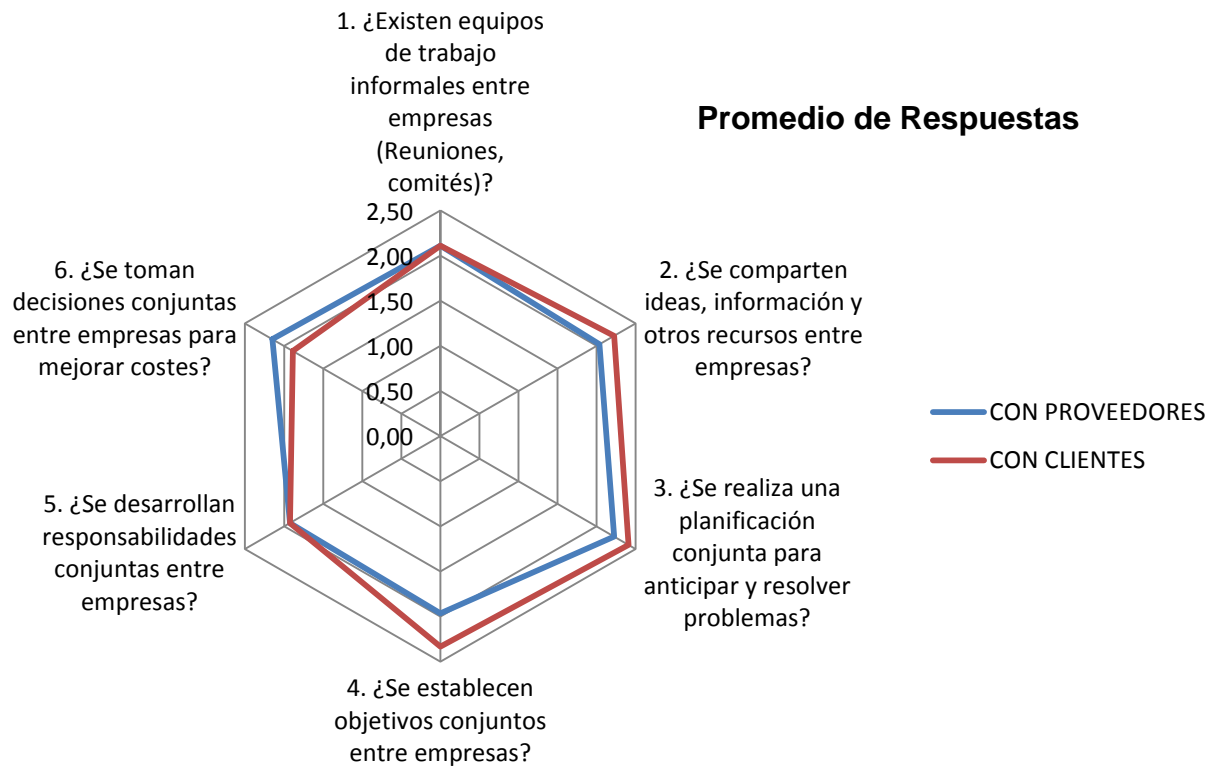 1. ¿Existen equipos
de trabajo
informales entre
empresas
(Reuniones,
comités)?
Promedio de Respuestas
2,50
2,00
1,50
1,00
0,50
0,00
2. ¿Se comparten
ideas, información y
otros recursos entre
empresas?
3. ¿Se realiza una
planificación
conjunta para
anticipar y resolver
problemas?
4. ¿Se establecen
objetivos conjuntos
entre empresas?
5. ¿Se desarrollan
responsabilidades
conjuntas entre
empresas?
6. ¿Se toman
decisiones conjuntas
entre empresas para
mejorar costes?
CON PROVEEDORES
CON CLIENTES